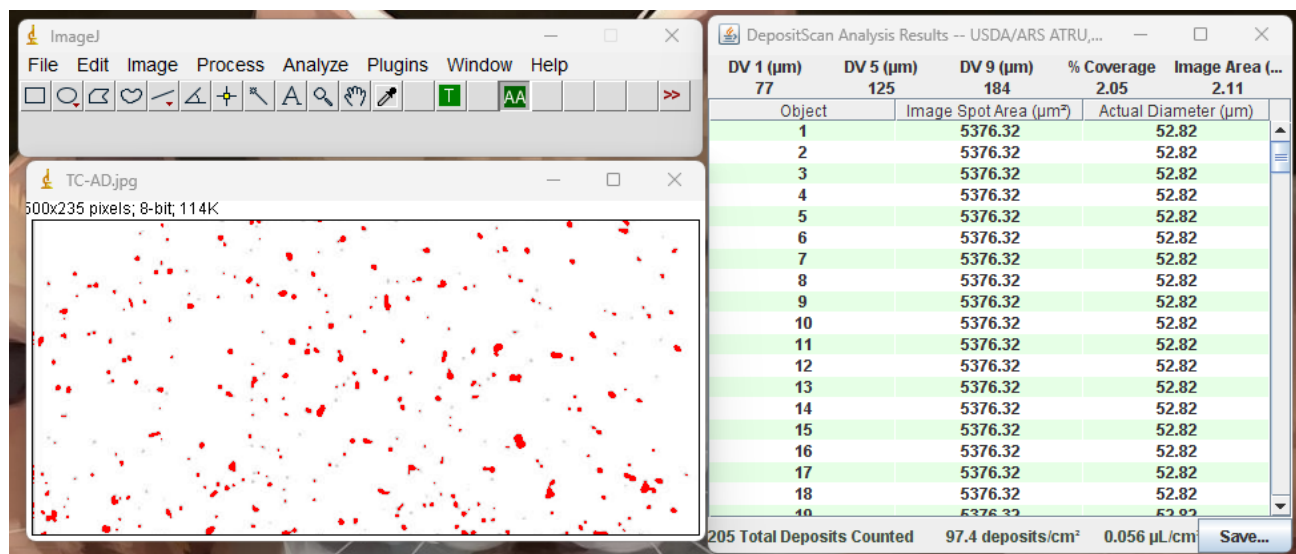 ImageJ
File Edit Image Process Analyze Plugins Window Help
A T AA >>
TC-AD.jpg
500x235 pixels; 8-bit; 114K
DepositScan Analysis Results -- USDA/ARS ATRU,...
DV 1 (µm) DV 5 (µm) DV 9 (µm) % Coverage Image Area (...
77 125 184 2.05 2.11
Object Image Spot Area (µm²) Actual Diameter (µm)
1 5376.32 52.82
2 5376.32 52.82
3 5376.32 52.82
4 5376.32 52.82
5 5376.32 52.82
6 5376.32 52.82
7 5376.32 52.82
8 5376.32 52.82
9 5376.32 52.82
10 5376.32 52.82
11 5376.32 52.82
12 5376.32 52.82
13 5376.32 52.82
14 5376.32 52.82
15 5376.32 52.82
16 5376.32 52.82
17 5376.32 52.82
18 5376.32 52.82
19 5376.32 52.82
205 Total Deposits Counted 97.4 deposits/cm² 0.056 µL/cm² Save...